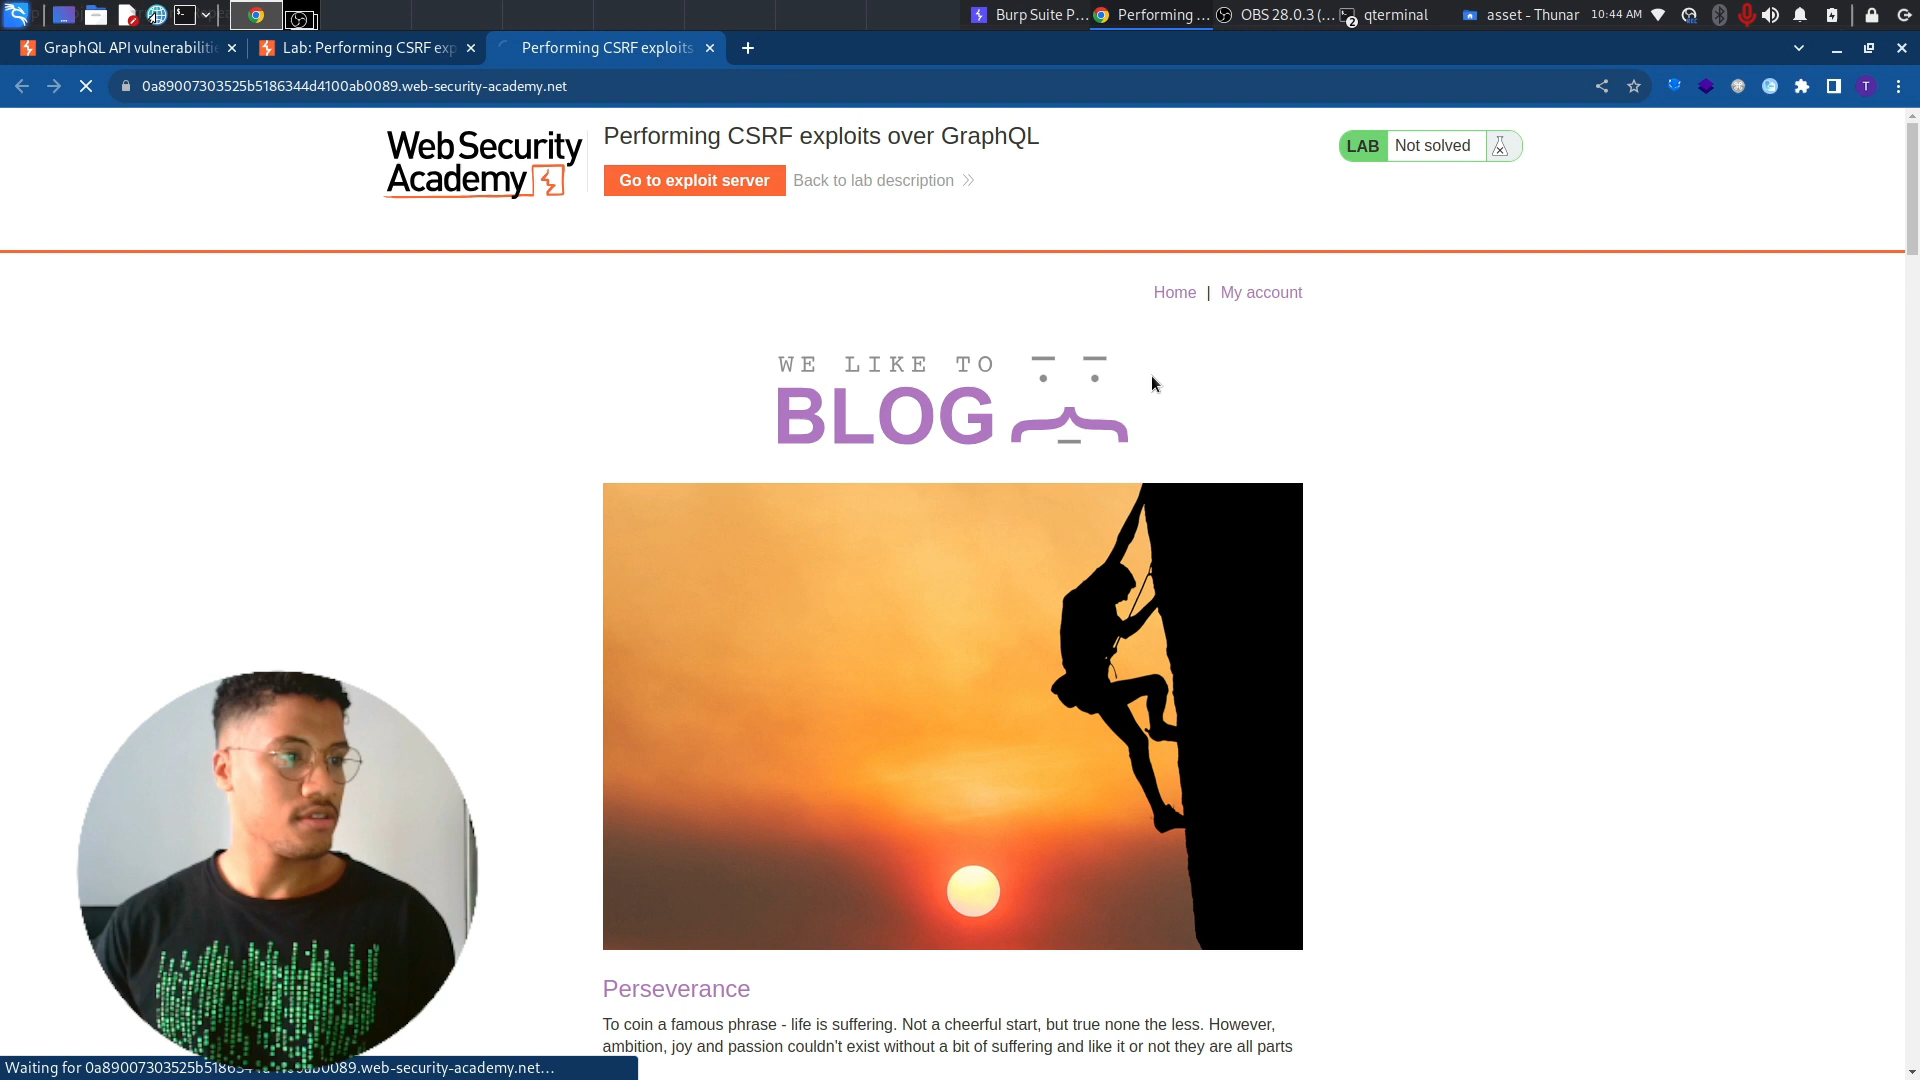 Burp Suite P...
Performing ...
OBS 28.0.3 (...
2
qterminal
asset - Thunar
10:44 AM
GraphQL API vulnerabilitie
Lab: Performing CSRF exp
Performing CSRF exploits
0a89007303525b5186344d4100ab0089.web-security-academy.net
T
Web Security
Academy
Performing CSRF exploits over GraphQL
LAB
Not solved
Go to exploit server
Back to lab description
Home | My account
WE LIKE TO
BLOG
Perseverance
To coin a famous phrase - life is suffering. Not a cheerful start, but true none the less. However,
ambition, joy and passion couldn't exist without a bit of suffering and like it or not they are all parts
Waiting for